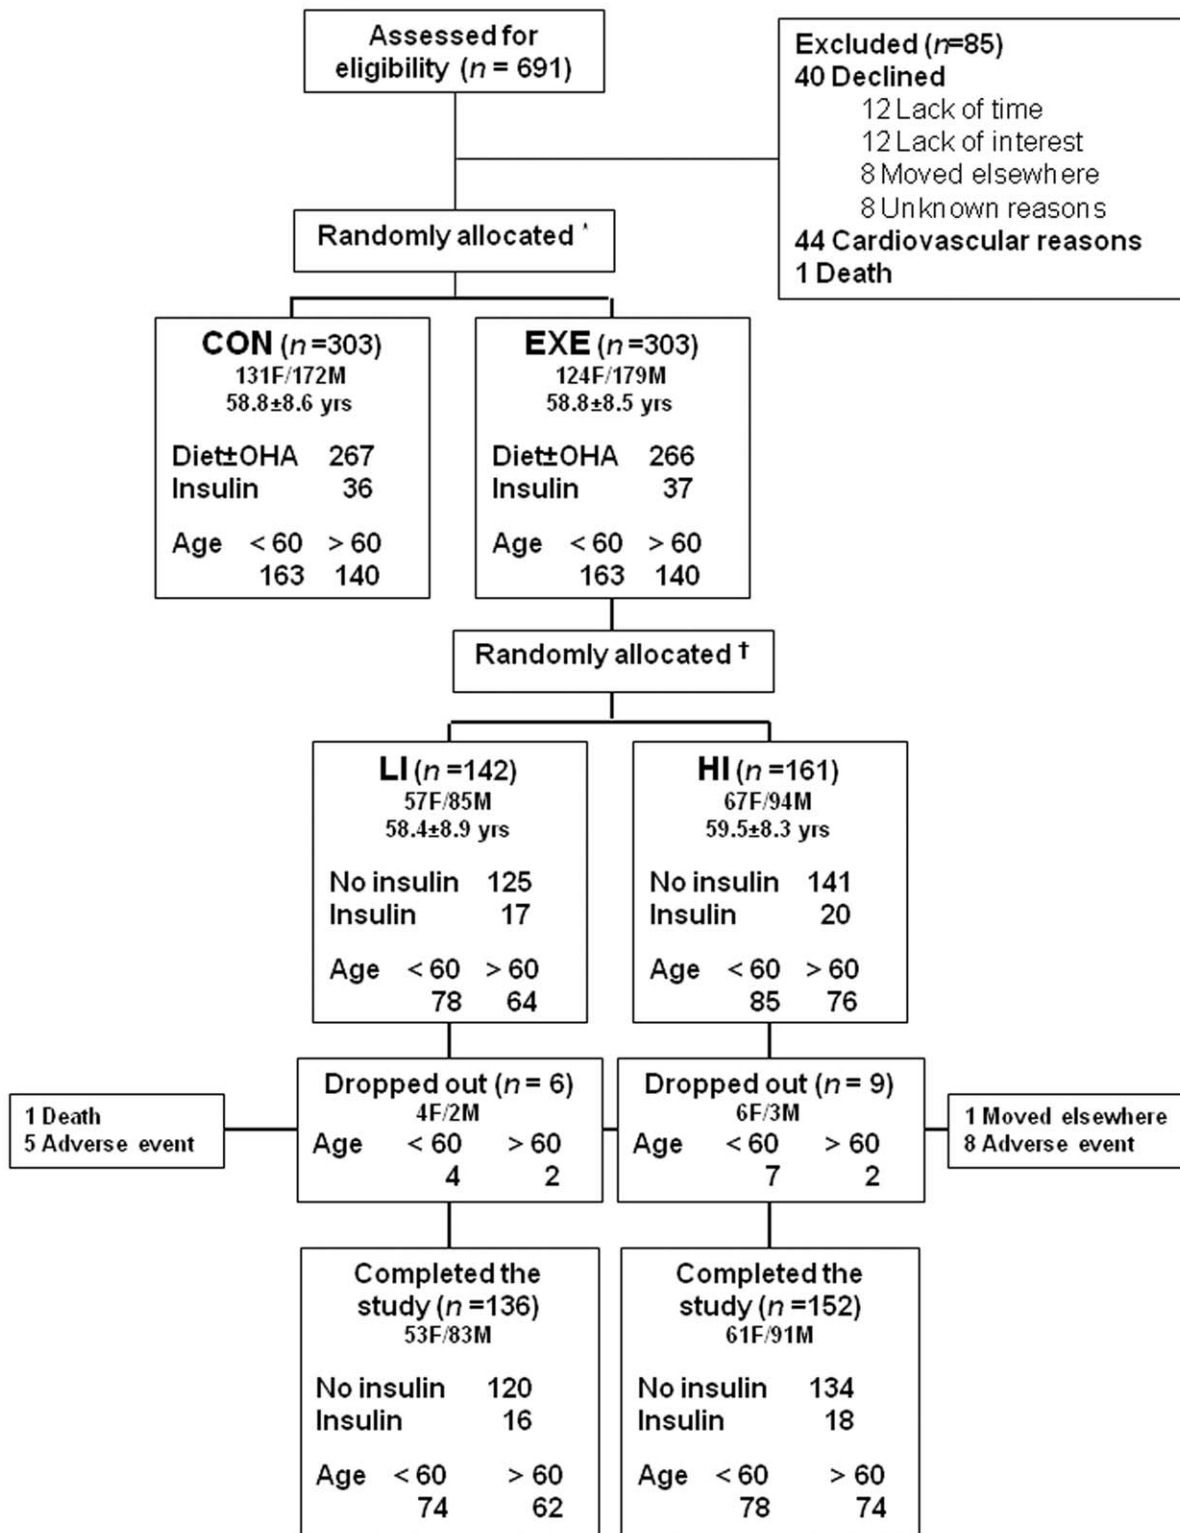 Assessed for
eligibility (n = 691)
Excluded (n=85)
40 Declined
12 Lack of time
12 Lack of interest
8 Moved elsewhere
8 Unknown reasons
44 Cardiovascular reasons
1 Death
Randomly allocated *
CON (n =303)
131F/172M
58.8±8.6 yrs
Diet±OHA 267
Insulin 36
Age < 60 > 60
163 140
EXE (n =303)
124F/179M
58.8±8.5 yrs
Diet±OHA 266
Insulin 37
Age < 60 > 60
163 140
Randomly allocated †
LI (n =142)
57F/85M
58.4±8.9 yrs
No insulin 125
Insulin 17
Age < 60 > 60
78 64
HI (n =161)
67F/94M
59.5±8.3 yrs
No insulin 141
Insulin 20
Age < 60 > 60
85 76
1 Death
5 Adverse event
Dropped out (n = 6)
4F/2M
Age < 60 > 60
4 2
Dropped out (n = 9)
6F/3M
Age < 60 > 60
7 2
1 Moved elsewhere
8 Adverse event
Completed the
study (n =136)
53F/83M
No insulin 120
Insulin 16
Age < 60 > 60
74 62
Completed the
study (n =152)
61F/91M
No insulin 134
Insulin 18
Age < 60 > 60
78 74